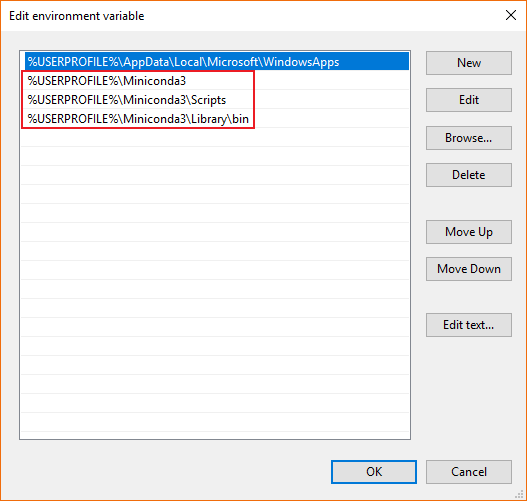 Edit environment variable
%USERPROFILE%\AppData\Local\Microsoft\WindowsApps
%USERPROFILE%\Miniconda3
%USERPROFILE%\Miniconda3\Scripts
%USERPROFILE%\Miniconda3\Library\bin
New
Edit
Browse...
Delete
Move Up
Move Down
Edit text...
OK
Cancel